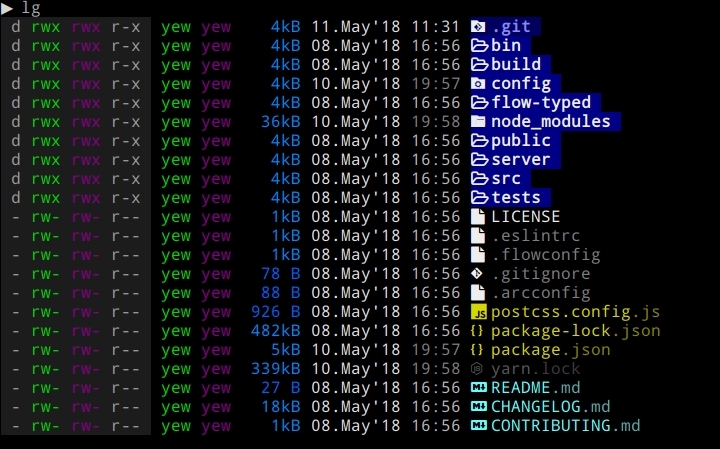 ▶ lg
d rwx rwx r-x yew yew 4kB 11.May'18 11:31 .git
d rwx rwx r-x yew yew 4kB 08.May'18 16:56 bin
d rwx rwx r-x yew yew 4kB 08.May'18 16:56 build
d rwx rwx r-x yew yew 4kB 10.May'18 19:57 config
d rwx rwx r-x yew yew 4kB 08.May'18 16:56 flow-typed
d rwx rwx r-x yew yew 36kB 10.May'18 19:58 node_modules
d rwx rwx r-x yew yew 4kB 08.May'18 16:56 public
d rwx rwx r-x yew yew 4kB 08.May'18 16:56 server
d rwx rwx r-x yew yew 4kB 08.May'18 16:56 src
d rwx rwx r-x yew yew 4kB 08.May'18 16:56 tests
- rw- rw- r-- yew yew 1kB 08.May'18 16:56 LICENSE
- rw- rw- r-- yew yew 1kB 08.May'18 16:56 .eslintrc
- rw- rw- r-- yew yew 1kB 08.May'18 16:56 .flowconfig
- rw- rw- r-- yew yew 78 B 08.May'18 16:56 .gitignore
- rw- rw- r-- yew yew 88 B 08.May'18 16:56 .arcconfig
- rw- rw- r-- yew yew 926 B 08.May'18 16:56 JS postcss.config.js
- rw- rw- r-- yew yew 482kB 08.May'18 16:56 {} package-lock.json
- rw- rw- r-- yew yew 5kB 10.May'18 19:57 {} package.json
- rw- rw- r-- yew yew 339kB 10.May'18 19:58 yarn.lock
- rw- rw- r-- yew yew 27 B 08.May'18 16:56 README.md
- rw- rw- r-- yew yew 18kB 08.May'18 16:56 CHANGELOG.md
- rw- rw- r-- yew yew 1kB 08.May'18 16:56 CONTRIBUTING.md